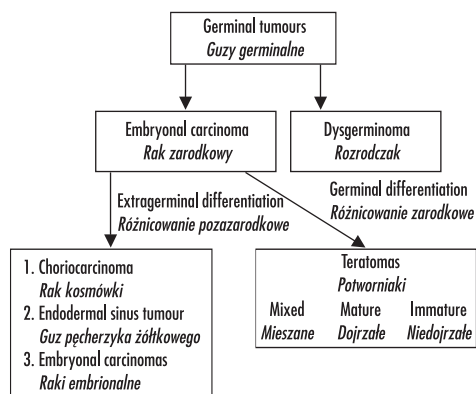 Germinal tumours
Guzy germinalne
Embryonal carcinoma
Rak zarodkowy
Dysgerminoma
Rozrodczak
Extragerminal differentiation
Różnicowanie pozazarodkowe
Germinal differentiation
Różnicowanie zarodkowe
1. Choriocarcinoma
Rak kosmówki
2. Endodermal sinus tumour
Guz pęcherzyka żółtkowego
3. Embryonal carcinomas
Raki embrionalne
Teratomas
Potworniaki
Mixed Mature Immature
Mieszane Dojrzałe Niedojrzałe